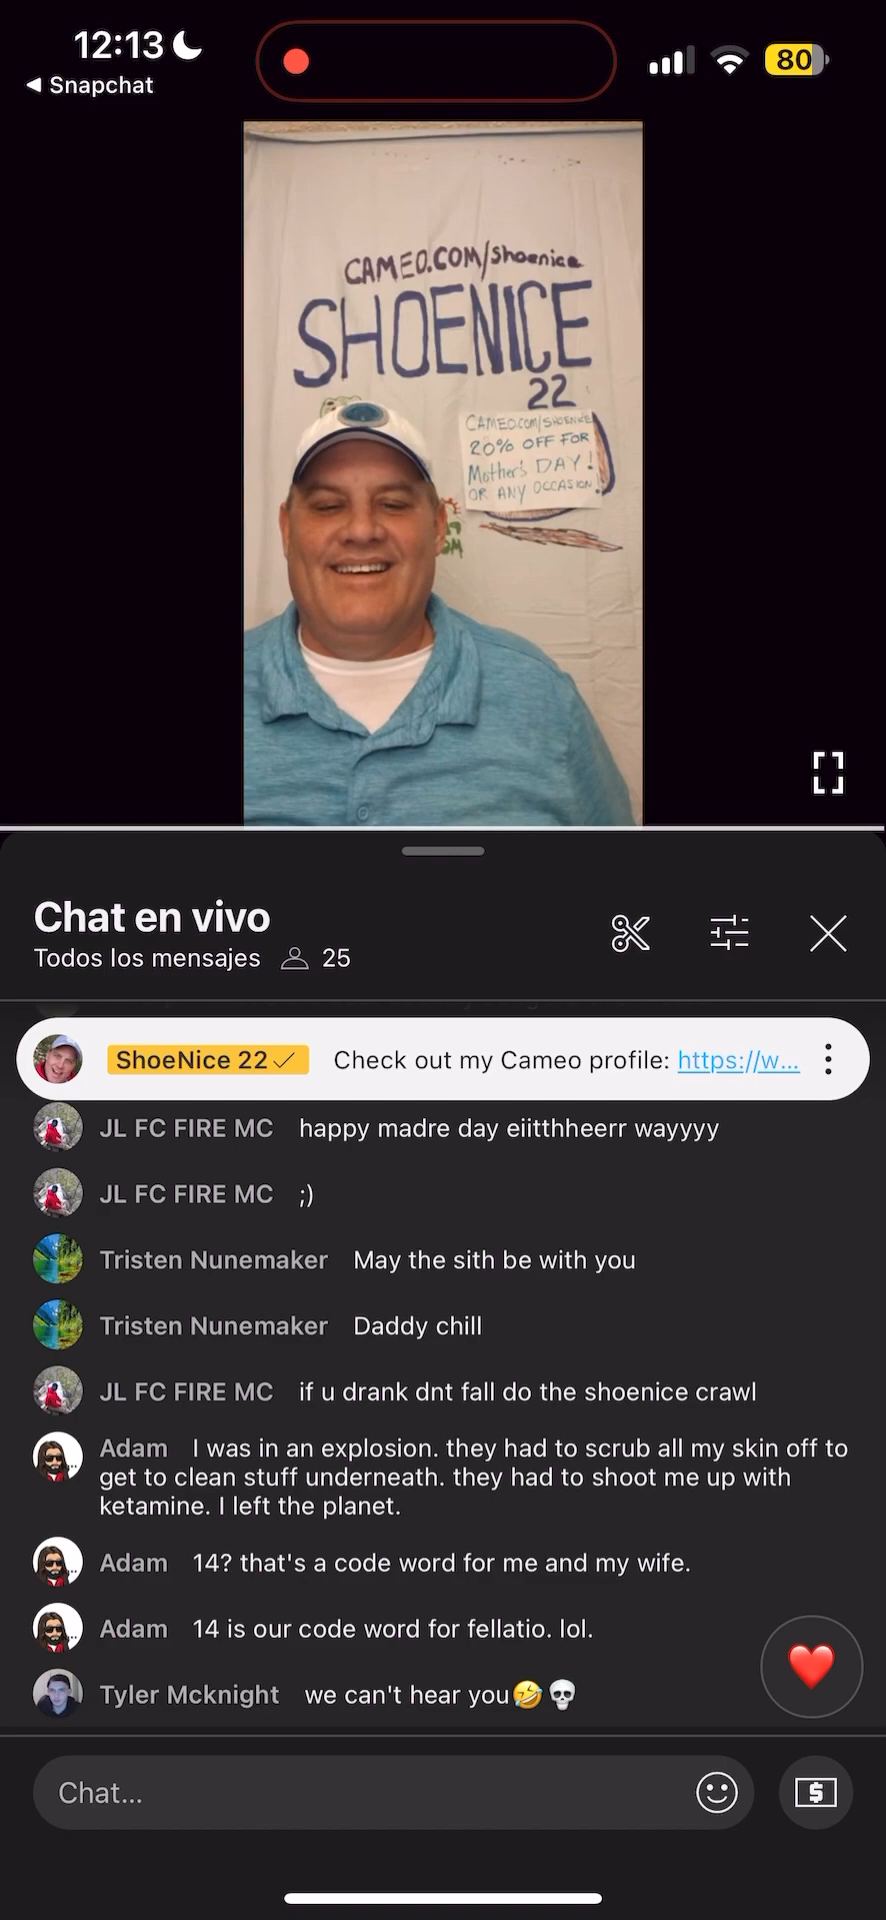 12:13
80
Snapchat
CAMEO.COM/shoenice
SHOENICE
22
CAMEO.COM/SHOENICE
20% OFF FOR
Mother's DAY!
OR ANY OCCASION!
Chat en vivo
Todos los mensajes 25
ShoeNice 22 Check out my Cameo profile: https://w...
JL FC FIRE MC happy madre day eiitthheerr wayyyy
JL FC FIRE MC ;)
Tristen Nunemaker May the sith be with you
Tristen Nunemaker Daddy chill
JL FC FIRE MC if u drank dnt fall do the shoenice crawl
Adam I was in an explosion. they had to scrub all my skin off to
get to clean stuff underneath. they had to shoot me up with
ketamine. I left the planet.
Adam 14? that's a code word for me and my wife.
Adam 14 is our code word for fellatio. lol.
Tyler Mcknight we can't hear you🤣💀
Chat...